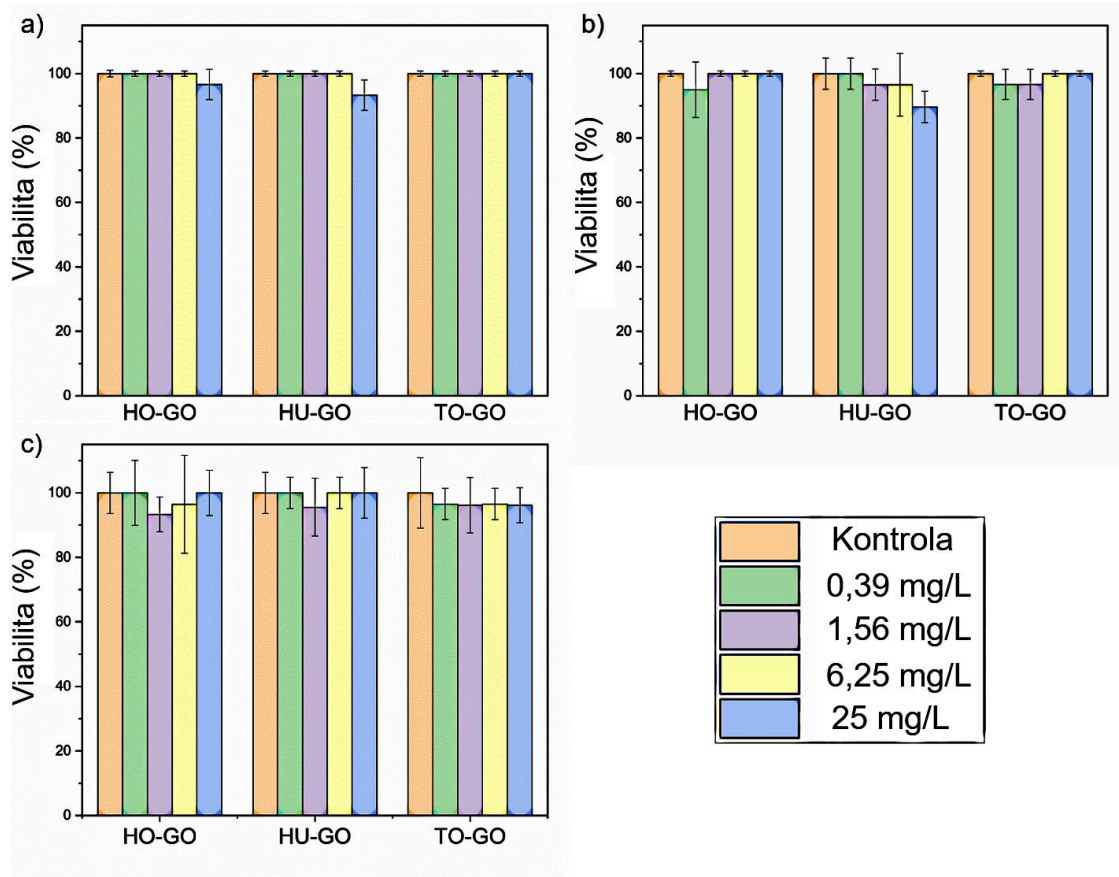 a)
Viabilita (%)
100
80
60
40
20
0
HO-GO HU-GO TO-GO
b)
Viabilita (%)
100
80
60
40
20
0
HO-GO HU-GO TO-GO
c)
Viabilita (%)
100
80
60
40
20
0
HO-GO HU-GO TO-GO
Kontrola
0,39 mg/L
1,56 mg/L
6,25 mg/L
25 mg/L